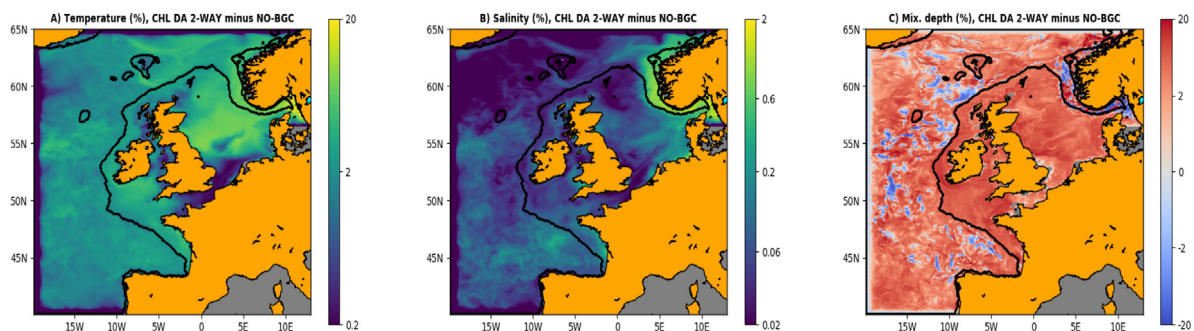 A) Temperature (%), CHL DA 2-WAY minus NO-BGC
65N
60N
55N
50N
45N
15W 10W 5W 0 5E 10E
20
2
0.2
B) Salinity (%), CHL DA 2-WAY minus NO-BGC
65N
60N
55N
50N
45N
15W 10W 5W 0 5E 10E
2
0.6
0.2
0.06
0.02
C) Mix. depth (%), CHL DA 2-WAY minus NO-BGC
65N
60N
55N
50N
45N
15W 10W 5W 0 5E 10E
20
2
0
-2
-20